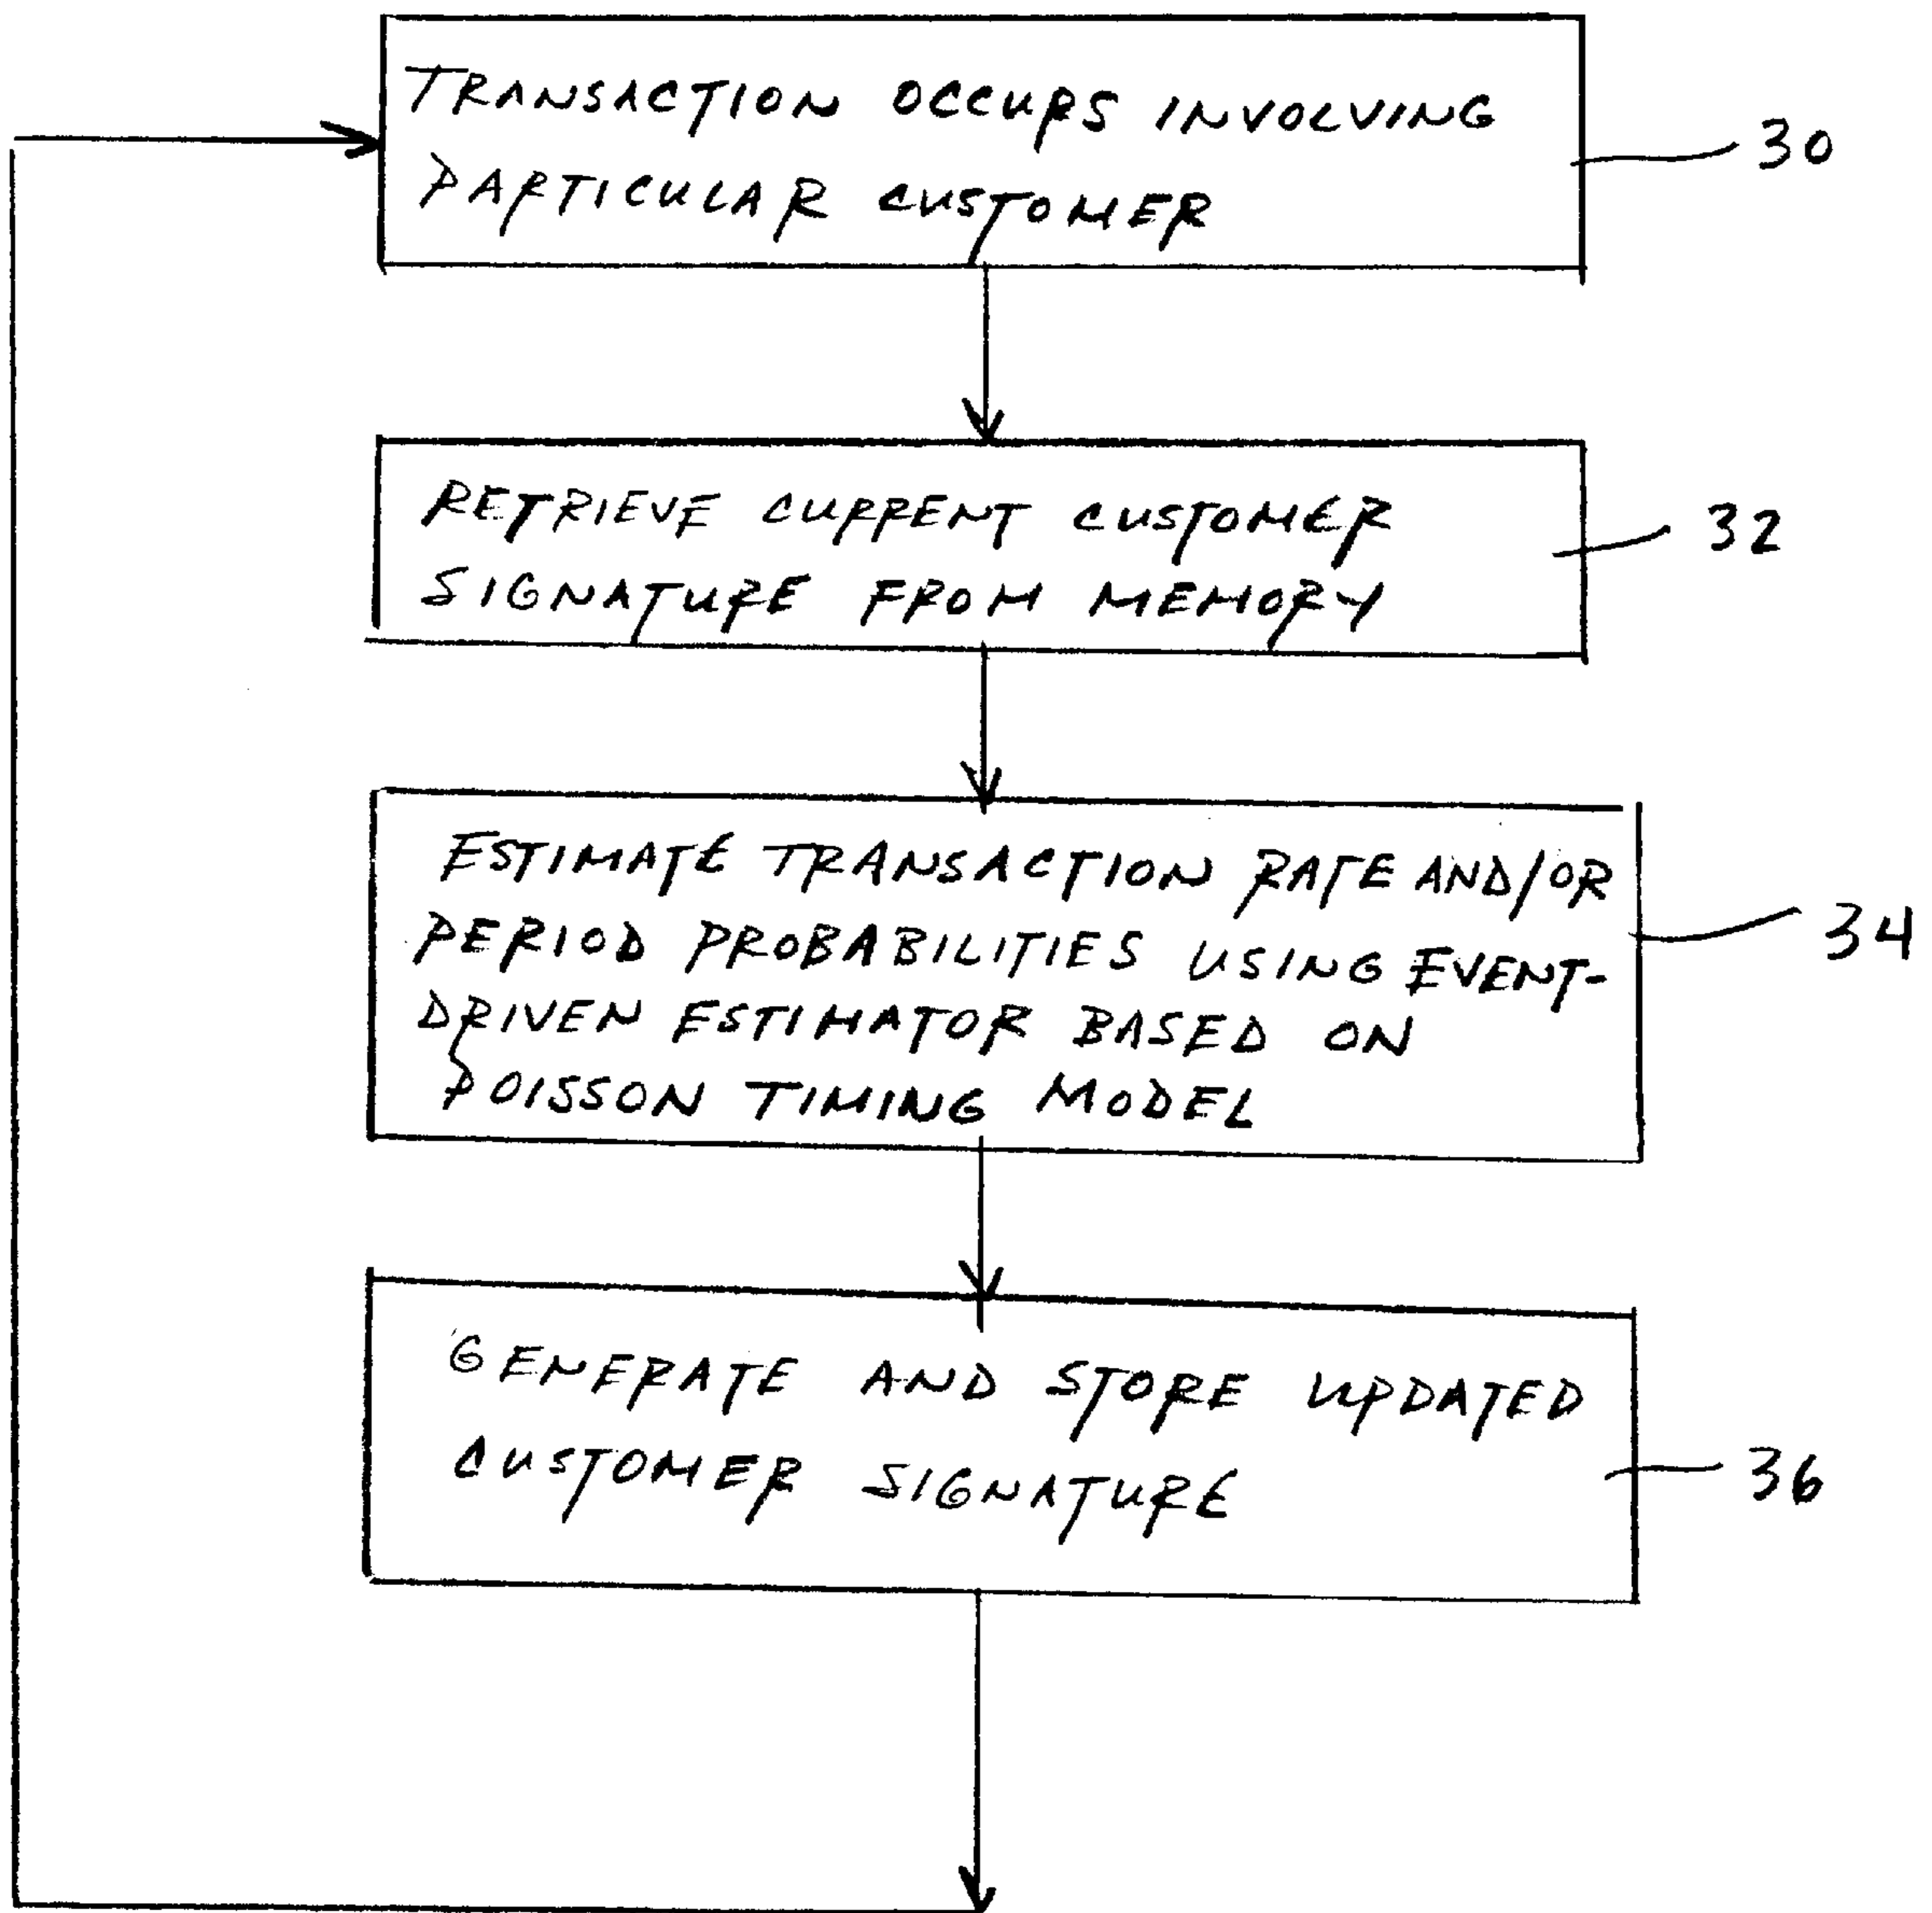 TRANSACTION OCCURS INVOLVING
PARTICULAR CUSTOMER
30
RETRIEVE CURRENT CUSTOMER
SIGNATURE FROM MEMORY
32
ESTIMATE TRANSACTION RATE AND/OR
PERIOD PROBABILITIES USING EVENT-
DRIVEN ESTIMATOR BASED ON
POISSON TIMING MODEL
34
GENERATE AND STORE UPDATED
CUSTOMER SIGNATURE
36